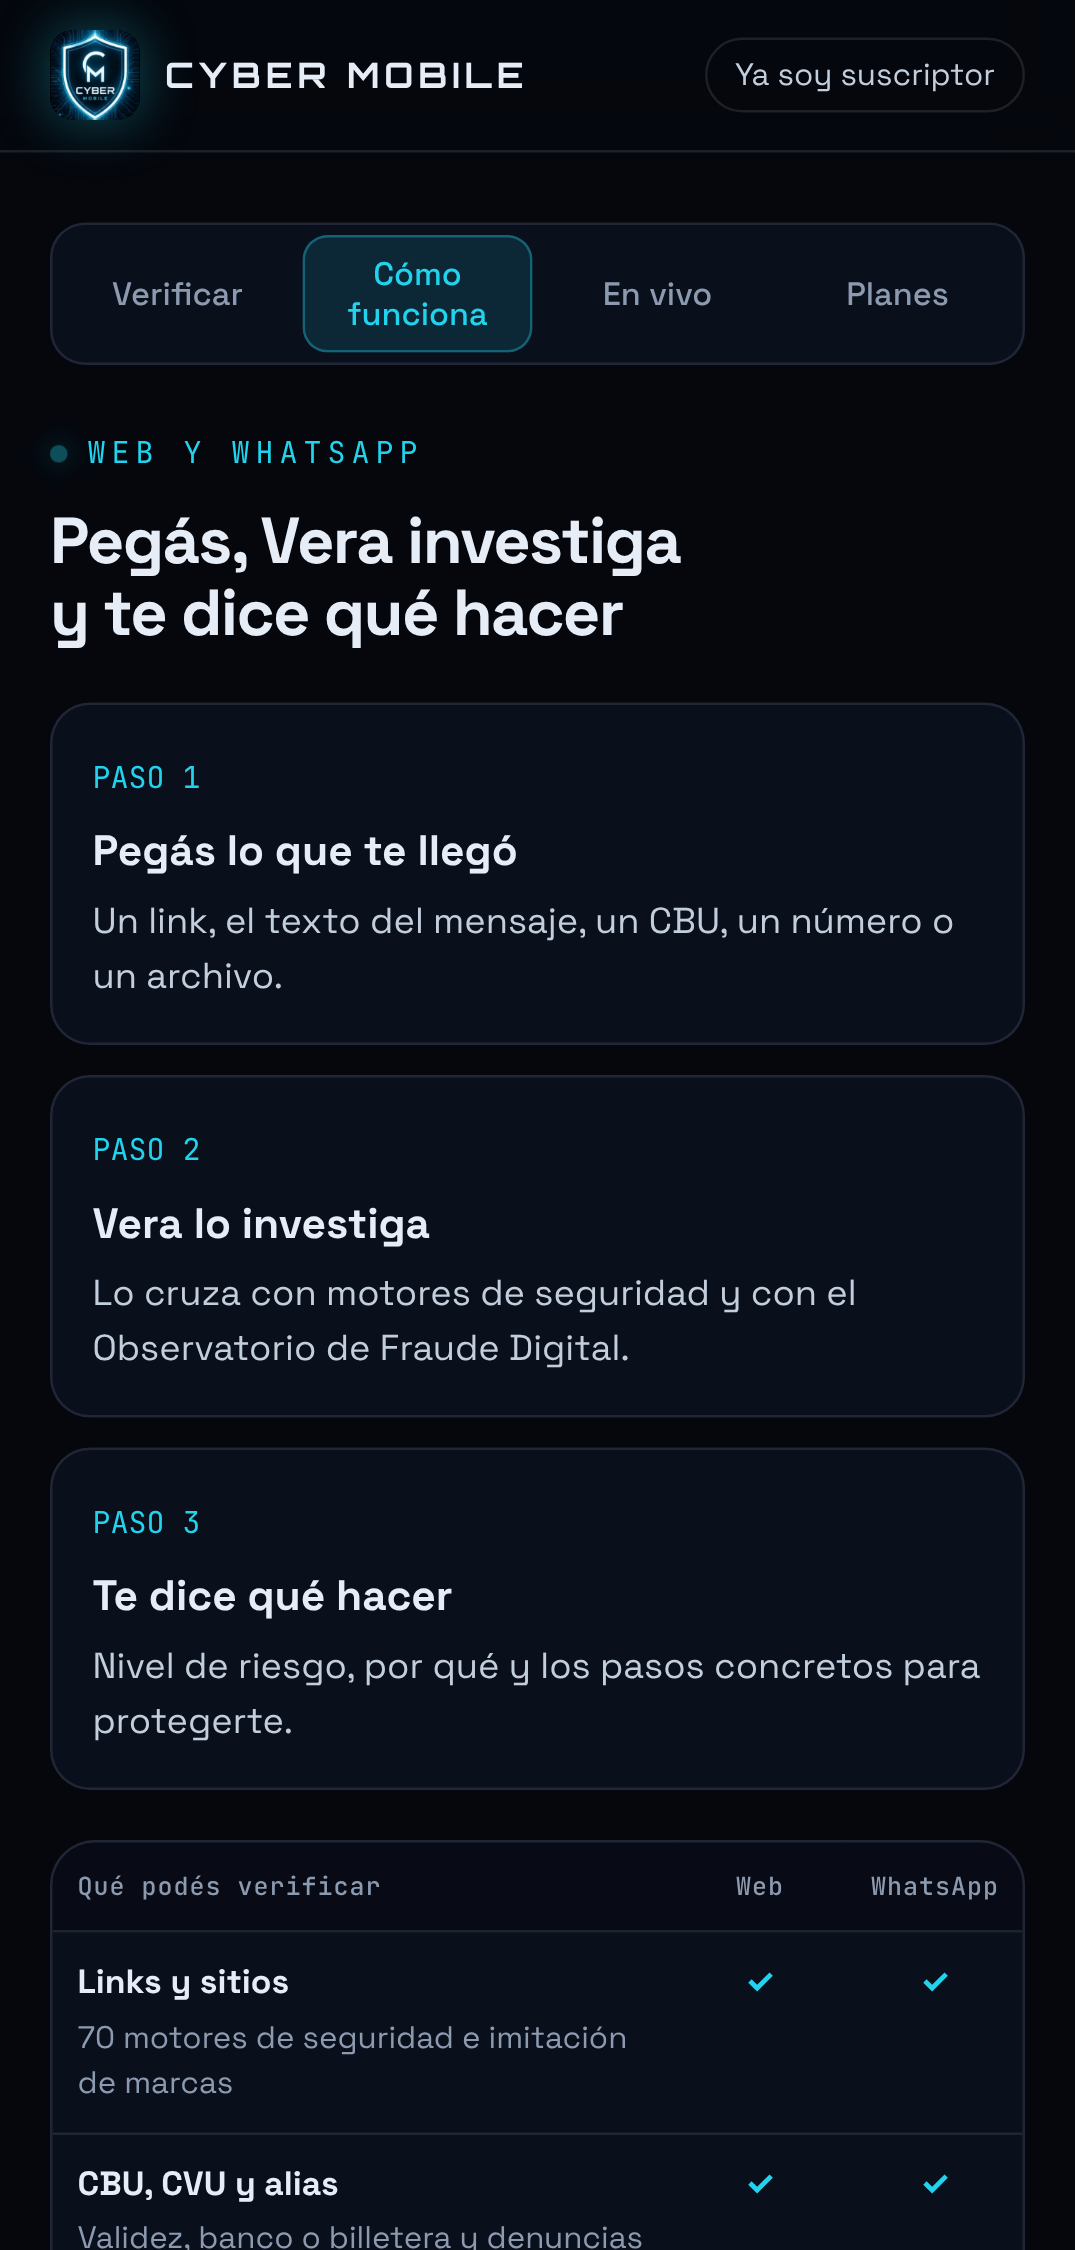 CM
CYBER
MOBILE
CYBER MOBILE
Ya soy suscriptor
Verificar
Cómo
funciona
En vivo
Planes
WEB Y WHATSAPP
Pegás, Vera investiga
y te dice qué hacer
PASO 1
Pegás lo que te llegó
Un link, el texto del mensaje, un CBU, un número o
un archivo.
PASO 2
Vera lo investiga
Lo cruza con motores de seguridad y con el
Observatorio de Fraude Digital.
PASO 3
Te dice qué hacer
Nivel de riesgo, por qué y los pasos concretos para
protegerte.
Qué podés verificar Web WhatsApp
Links y sitios ✓ ✓
70 motores de seguridad e imitación
de marcas
CBU, CVU y alias ✓ ✓
Validez, banco o billetera y denuncias